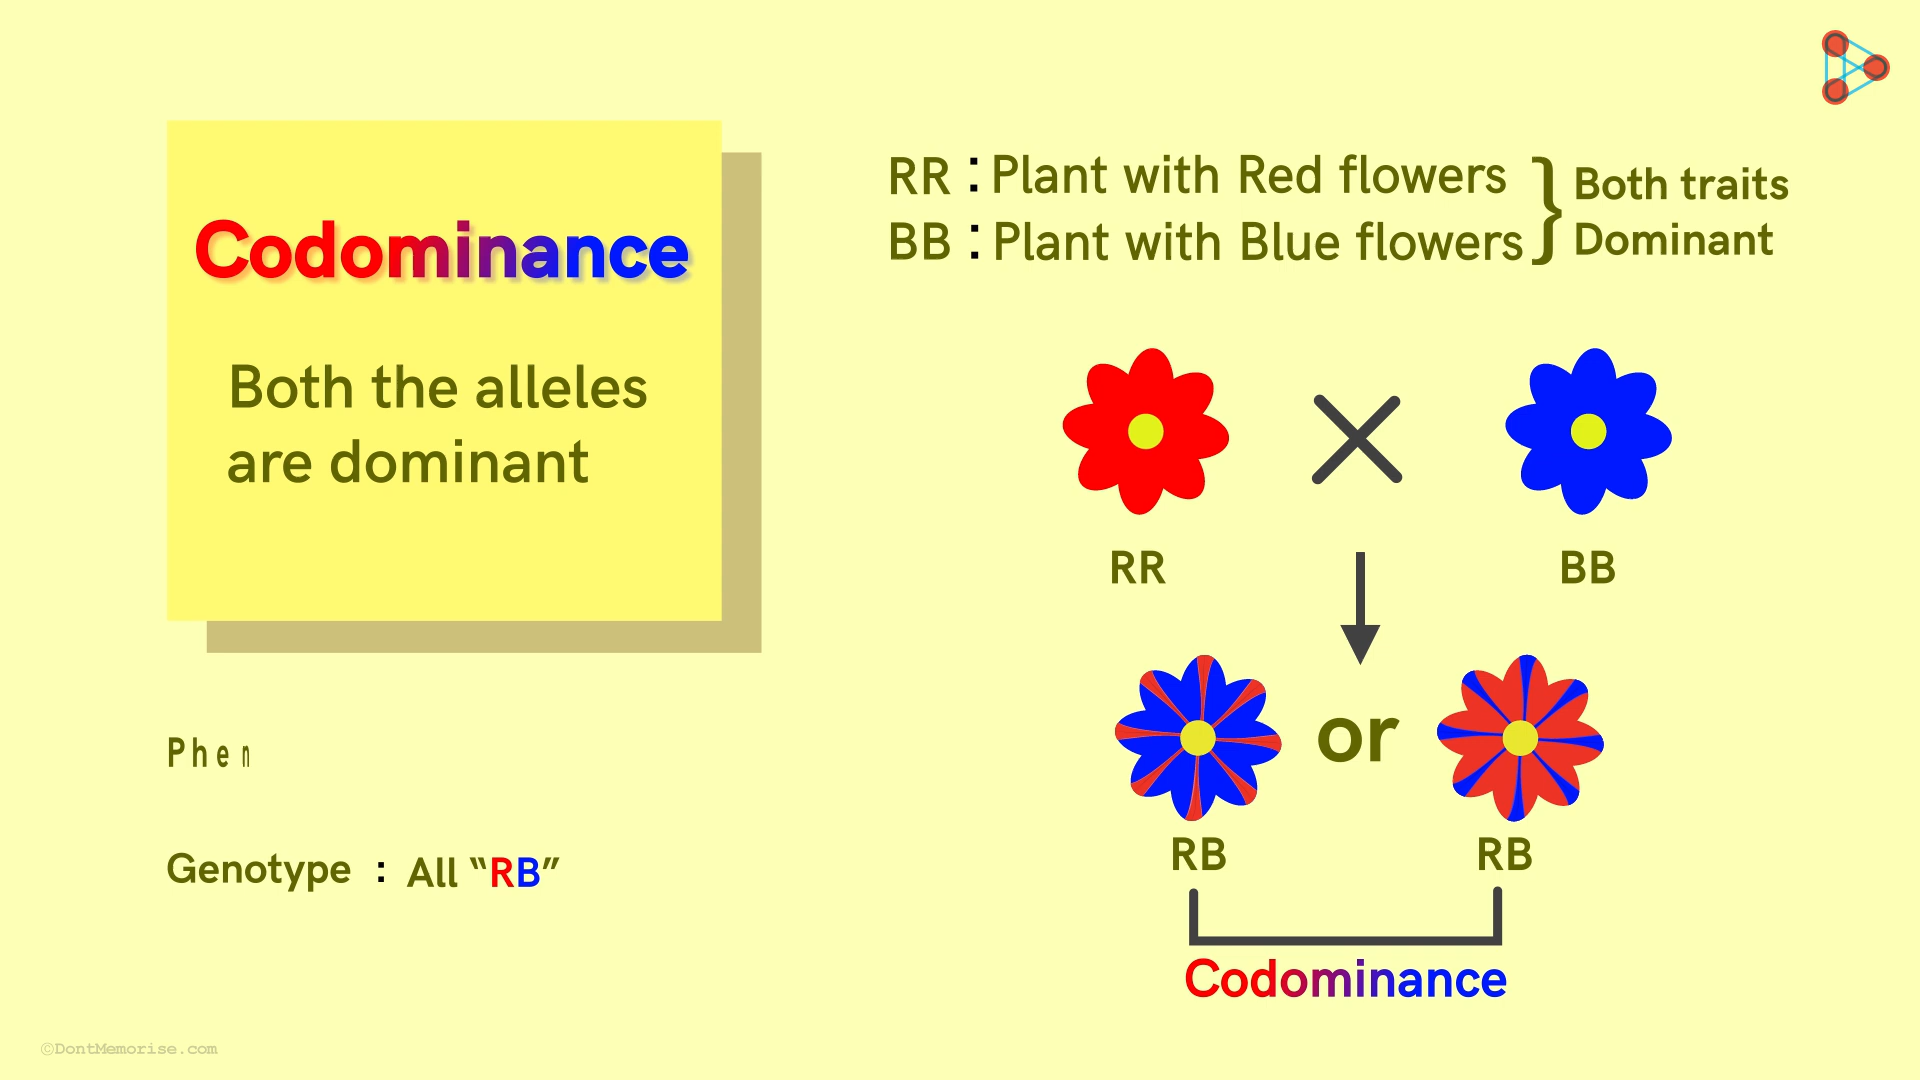 Codominance
Both the alleles
are dominant
RR : Plant with Red flowers
BB : Plant with Blue flowers
} Both traits
Dominant
RR
BB
or
RB
RB
Codominance
Phen
Genotype : All “RB”
©DontMemorise.com